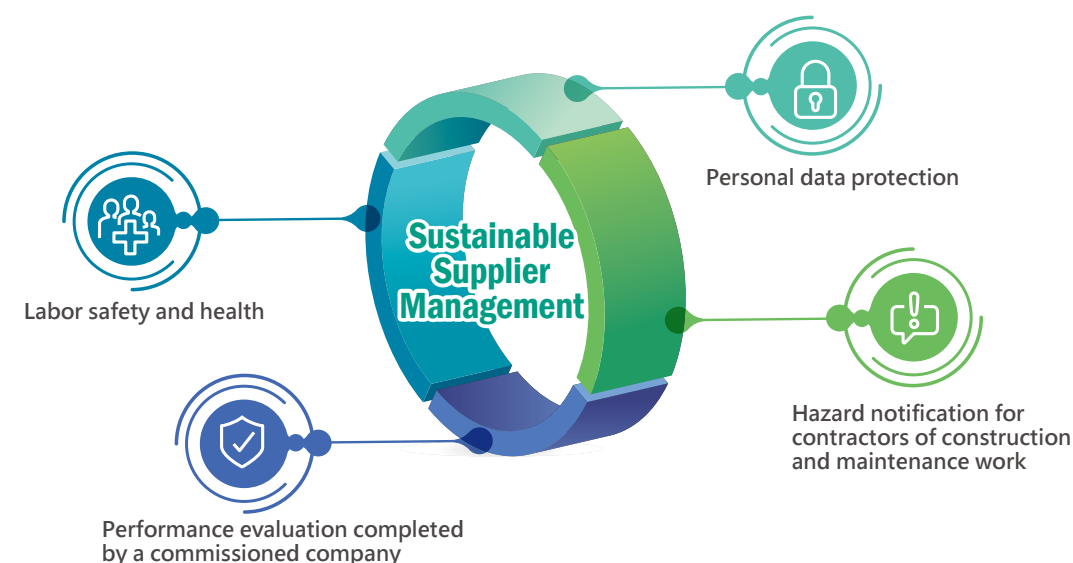 Personal data protection
Sustainable
Supplier
Management
Labor safety and health
Hazard notification for
contractors of construction
and maintenance work
Performance evaluation completed
by a commissioned company